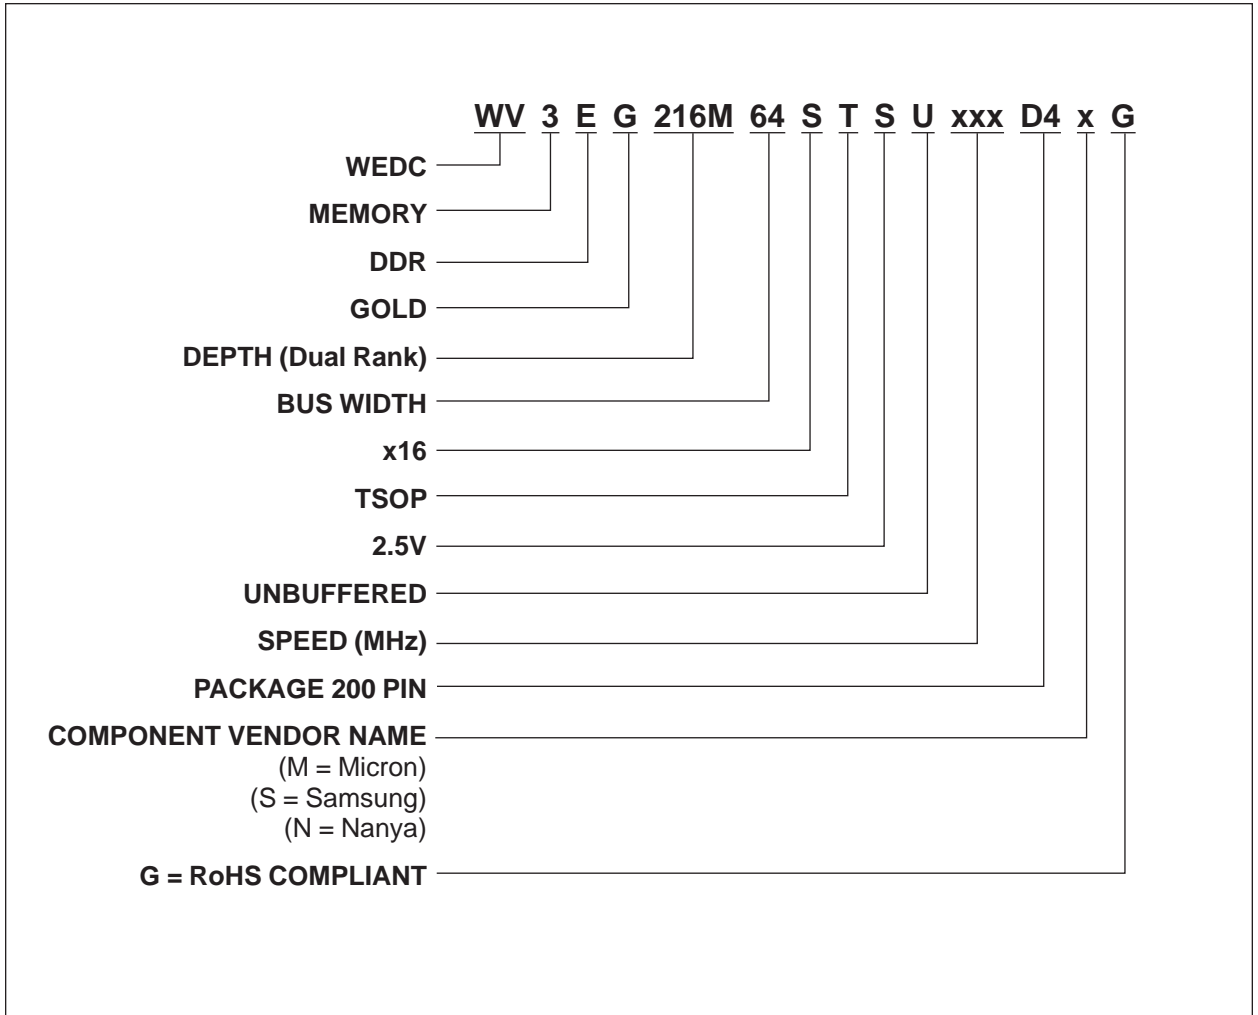 WV 3 E G 216M 64 S T S U xxx D4 x G
WEDC
MEMORY
DDR
GOLD
DEPTH (Dual Rank)
BUS WIDTH
x16
TSOP
2.5V
UNBUFFERED
SPEED (MHz)
PACKAGE 200 PIN
COMPONENT VENDOR NAME
(M = Micron)
(S = Samsung)
(N = Nanya)
G = RoHS COMPLIANT